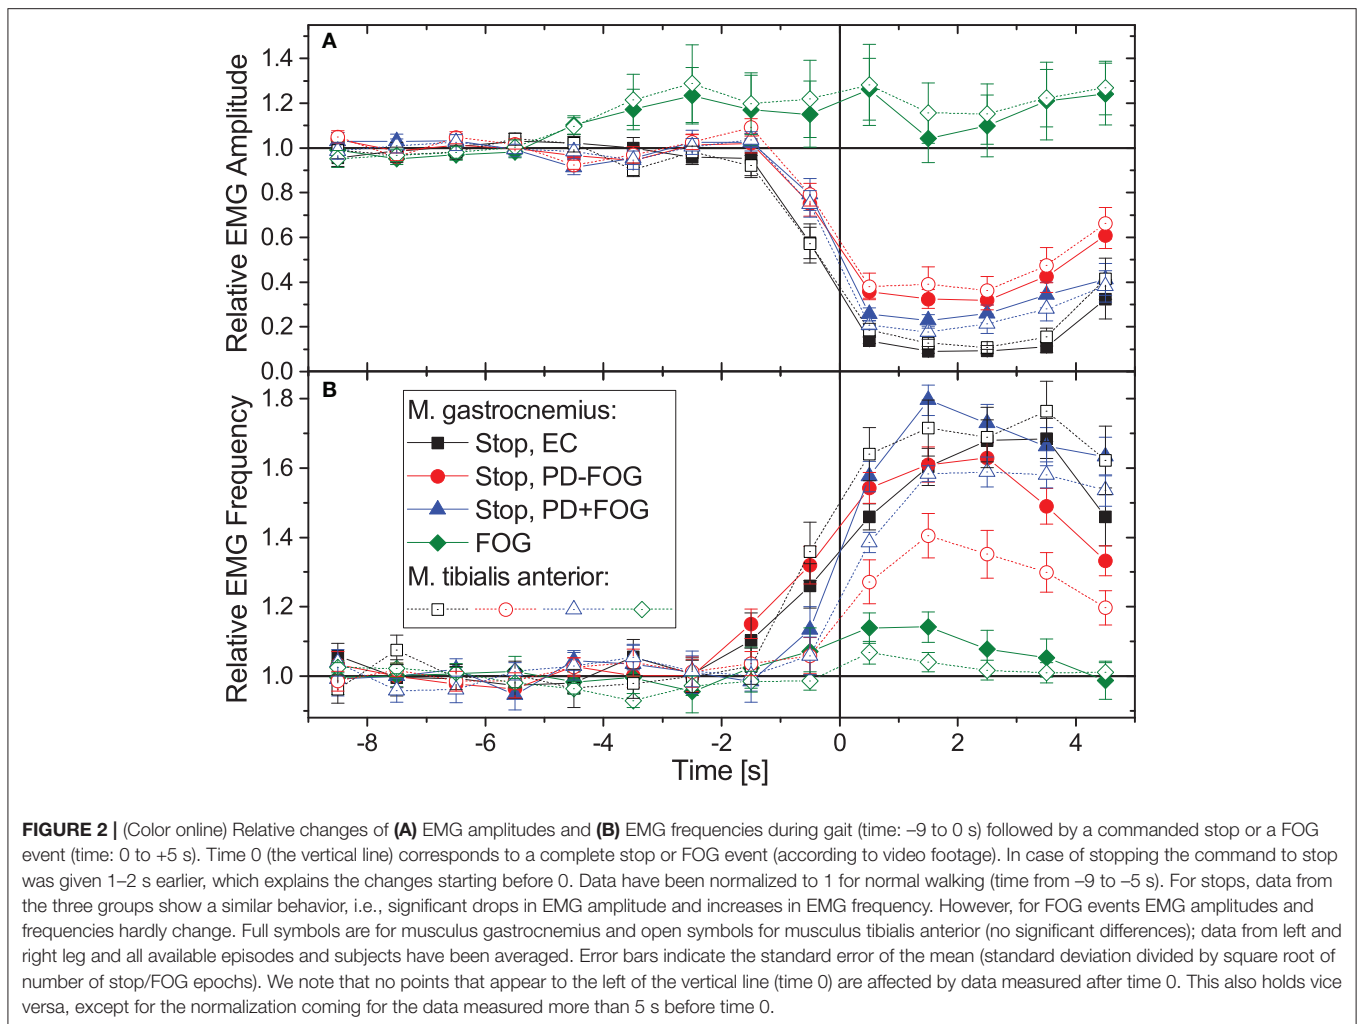 A
1.4
1.2
1.0
0.8
0.6
0.4
0.2
0.0
Relative EMG Amplitude
B
1.8
1.6
1.4
1.2
1.0
Relative EMG Frequency
M. gastrocnemius:
Stop, EC
Stop, PD-FOG
Stop, PD+FOG
FOG
M. tibialis anterior:
-8 -6 -4 -2 0 2 4
Time [s]
FIGURE 2 | (Color online) Relative changes of (A) EMG amplitudes and (B) EMG frequencies during gait (time: –9 to 0 s) followed by a commanded stop or a FOG
event (time: 0 to +5 s). Time 0 (the vertical line) corresponds to a complete stop or FOG event (according to video footage). In case of stopping the command to stop
was given 1–2 s earlier, which explains the changes starting before 0. Data have been normalized to 1 for normal walking (time from –9 to –5 s). For stops, data from
the three groups show a similar behavior, i.e., significant drops in EMG amplitude and increases in EMG frequency. However, for FOG events EMG amplitudes and
frequencies hardly change. Full symbols are for musculus gastrocnemius and open symbols for musculus tibialis anterior (no significant differences); data from left and
right leg and all available episodes and subjects have been averaged. Error bars indicate the standard error of the mean (standard deviation divided by square root of
number of stop/FOG epochs). We note that no points that appear to the left of the vertical line (time 0) are affected by data measured after time 0. This also holds vice
versa, except for the normalization coming for the data measured more than 5 s before time 0.